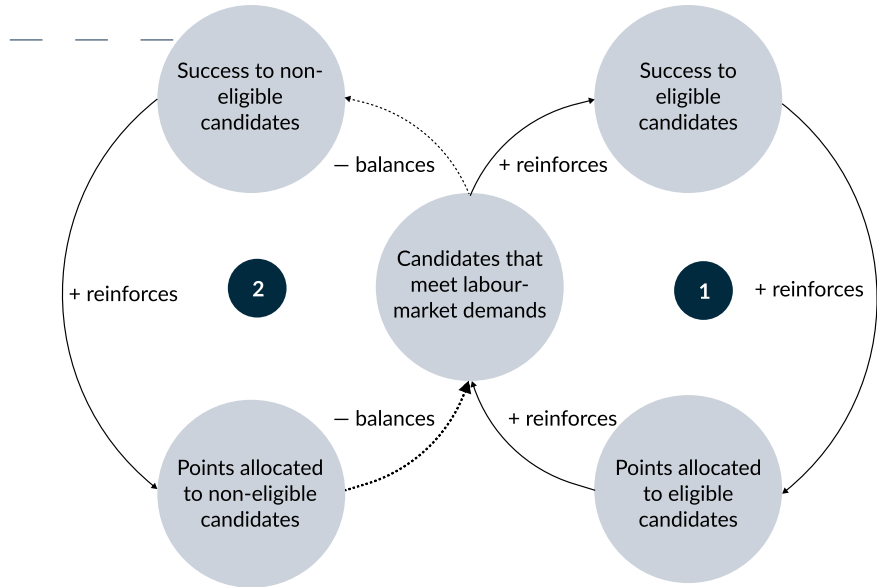 Success to non-
eligible
candidates
Success to
eligible
candidates
– balances
+ reinforces
Candidates that
meet labour-
market demands
+ reinforces
2
1
+ reinforces
– balances
+ reinforces
Points allocated
to non-eligible
candidates
Points allocated
to eligible
candidates